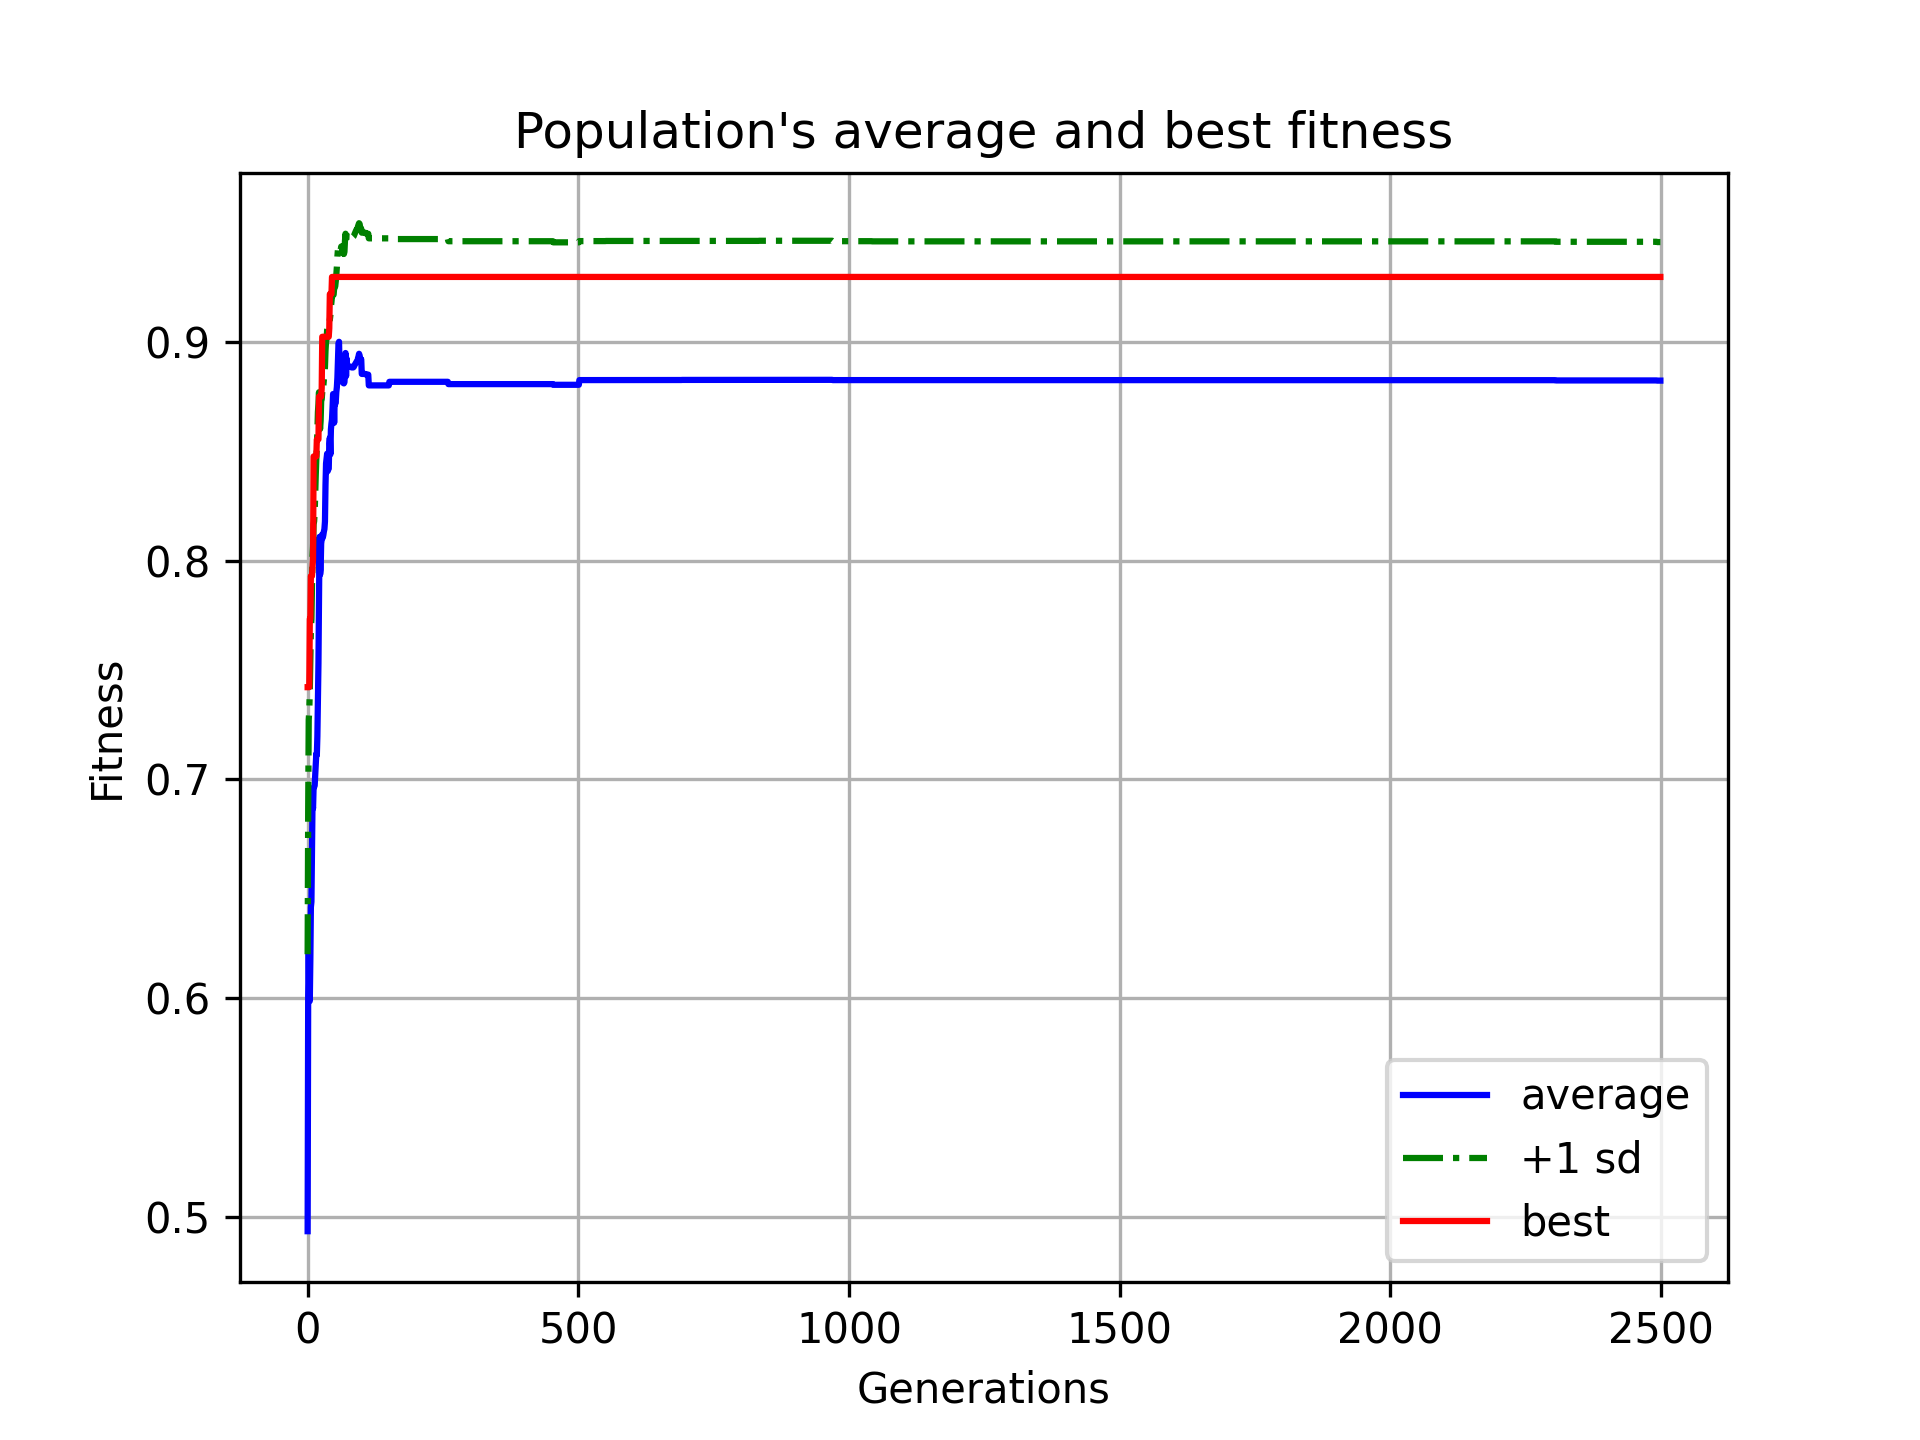 Population's average and best fitness
Fitness
0.9
0.8
0.7
0.6
0.5
0 500 1000 1500 2000 2500
Generations
average
+1 sd
best